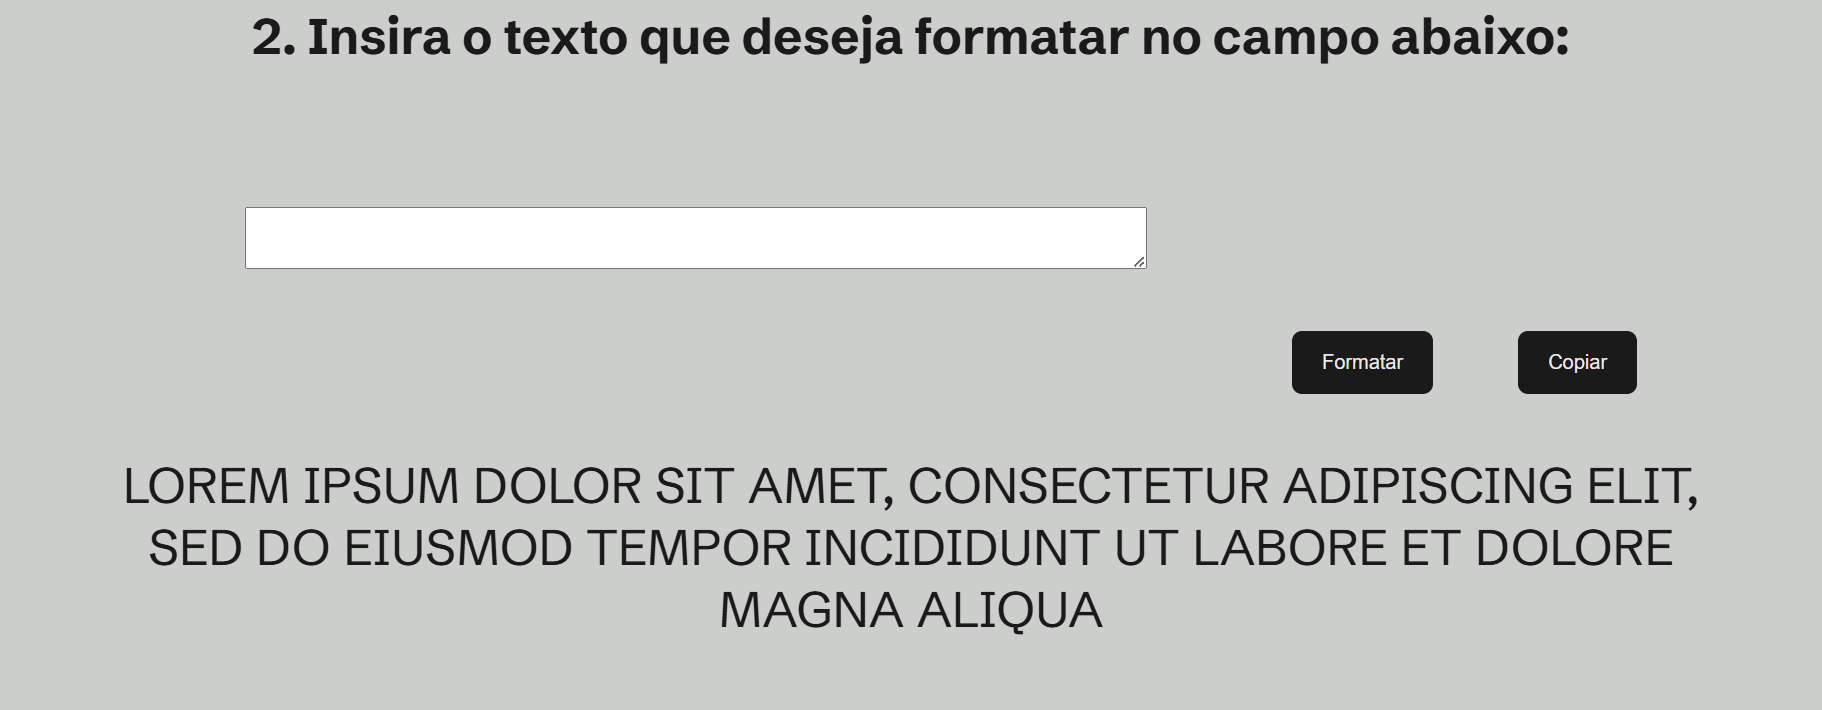 2. Insira o texto que deseja formatar no campo abaixo:
Formatar
Copiar
LOREM IPSUM DOLOR SIT AMET, CONSECTETUR ADIPISCING ELIT,
SED DO EIUSMOD TEMPOR INCIDIDUNT UT LABORE ET DOLORE
MAGNA ALIQUA